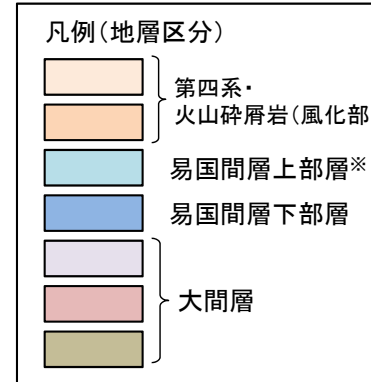 凡例(地層区分)
第四系・
火山砕屑岩(風化部
易国間層上部層※
易国間層下部層
大間層